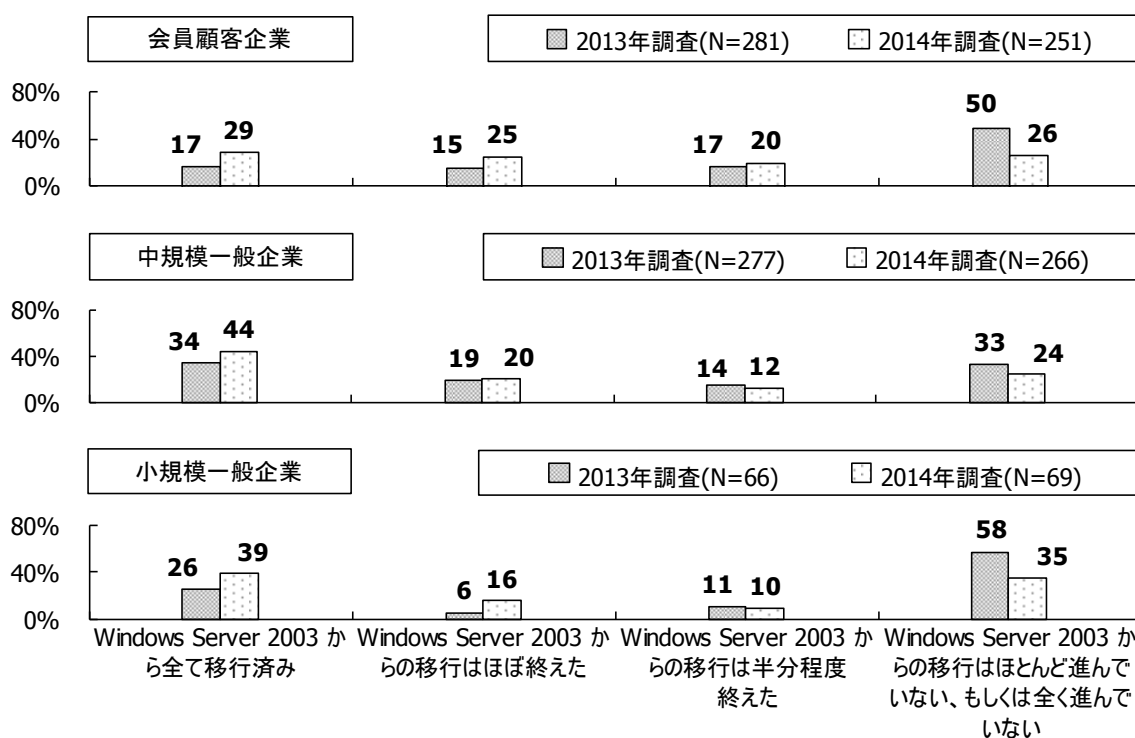 会員顧客企業
2013年調査(N=281) 2014年調査(N=251)
80%
40%
0%
17 29 15 25 17 20 50 26
中規模一般企業
2013年調査(N=277) 2014年調査(N=266)
80%
40%
0%
34 44 19 20 14 12 33 24
小規模一般企業
2013年調査(N=66) 2014年調査(N=69)
80%
40%
0%
26 39 6 16 11 10 58 35
Windows Server 2003 か
ら全て移行済み
Windows Server 2003 か
らの移行はほぼ終えた
Windows Server 2003 か
らの移行は半分程度
終えた
Windows Server 2003 か
らの移行はほとんど進んで
いない、もしくは全く進んで
いない